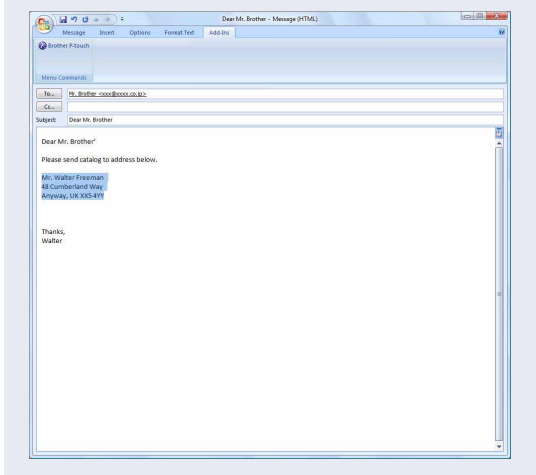 Dear Mr. Brother - Message (HTML)
Message Insert Options Format Text Add-Ins
Brother P-touch
Menu Commands
To... Mr. Brother <xxx@xxxx.co.jp>
Cc...
Subject: Dear Mr. Brother
Dear Mr. Brother'
Please send catalog to address below.
Mr. Walter Freeman
48 Cumberland Way
Anyway, UK XX5 4YY
Thanks,
Walter